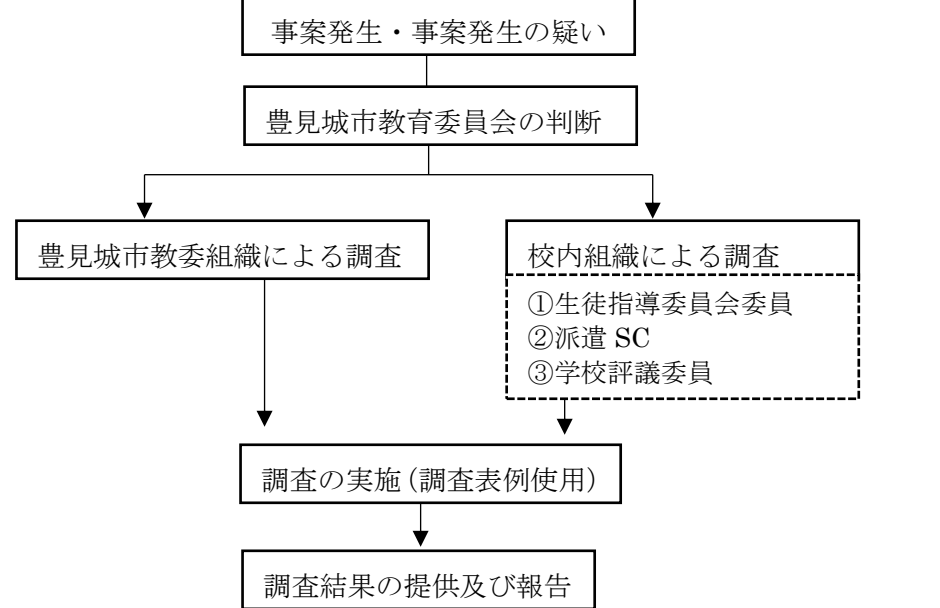 事案発生・事案発生の疑い
豊見城市教育委員会の判断
豊見城市教委組織による調査
校内組織による調査
①生徒指導委員会委員
②派遣 SC
③学校評議委員
調査の実施（調査表例使用）
調査結果の提供及び報告